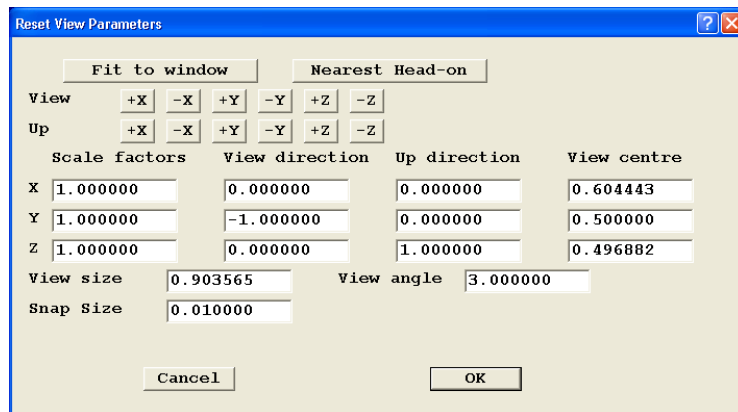 Reset View Parameters ? X
Fit to window Nearest Head-on
View +X -X +Y -Y +Z -Z
Up +X -X +Y -Y +Z -Z
Scale factors View direction Up direction View centre
X 1.000000 0.000000 0.000000 0.604443
Y 1.000000 -1.000000 0.000000 0.500000
Z 1.000000 0.000000 1.000000 0.496882
View size 0.903565 View angle 3.000000
Snap Size 0.010000
Cancel OK